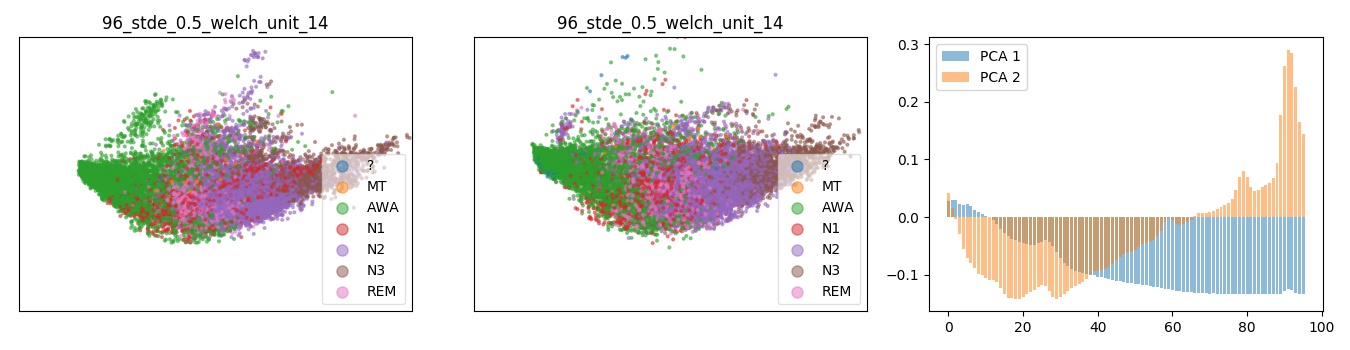 96_stde_0.5_welch_unit_14
?
MT
AWA
N1
N2
N3
REM
96_stde_0.5_welch_unit_14
?
MT
AWA
N1
N2
N3
REM
PCA 1
PCA 2
0.3
0.2
0.1
0.0
−0.1
0 20 40 60 80 100